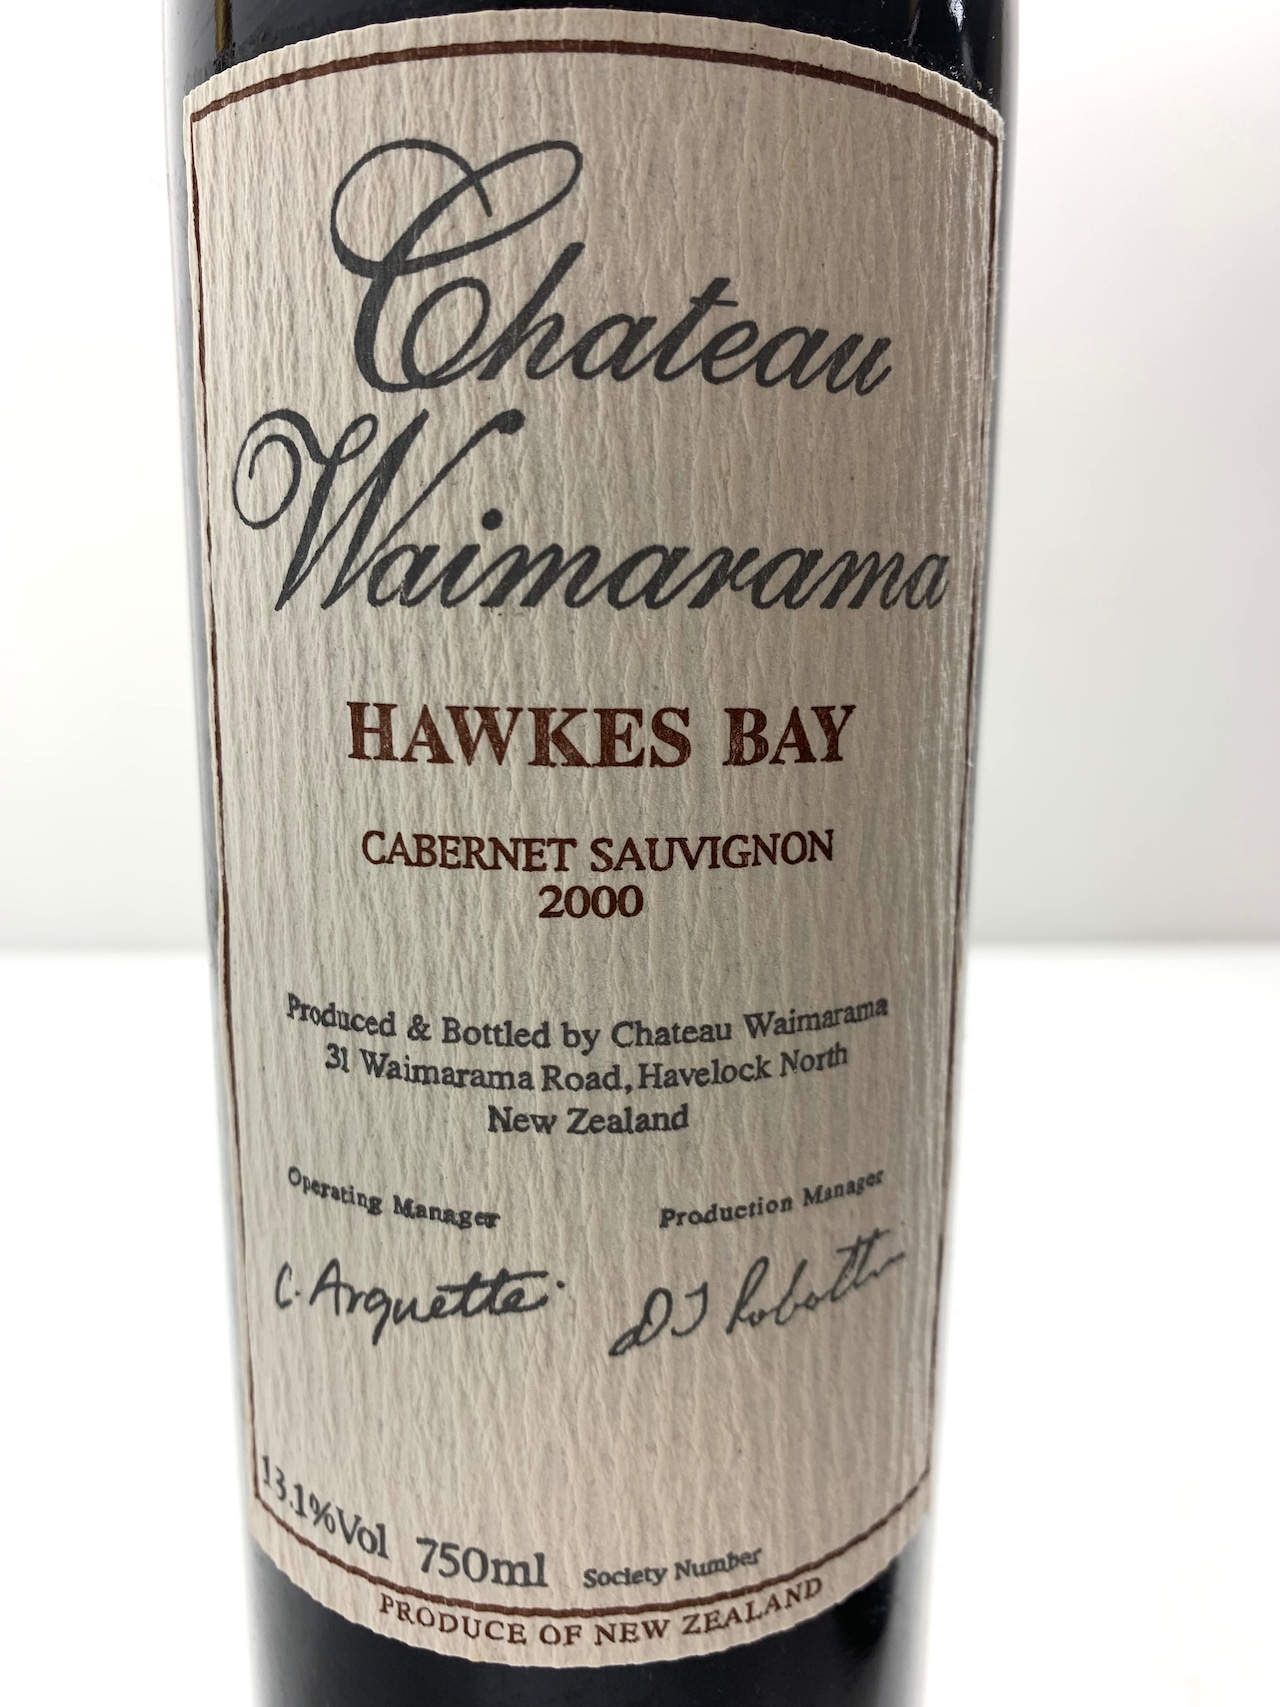 Chateau
Waimarama
HAWKES BAY
CABERNET SAUVIGNON
2000
Produced & Bottled by Chateau Waimarama
31 Waimarama Road, Havelock North
New Zealand
Operating Manager Production Manager
C. Arquette DJ
13.1%Vol 750ml Society Number
PRODUCE OF NEW ZEALAND